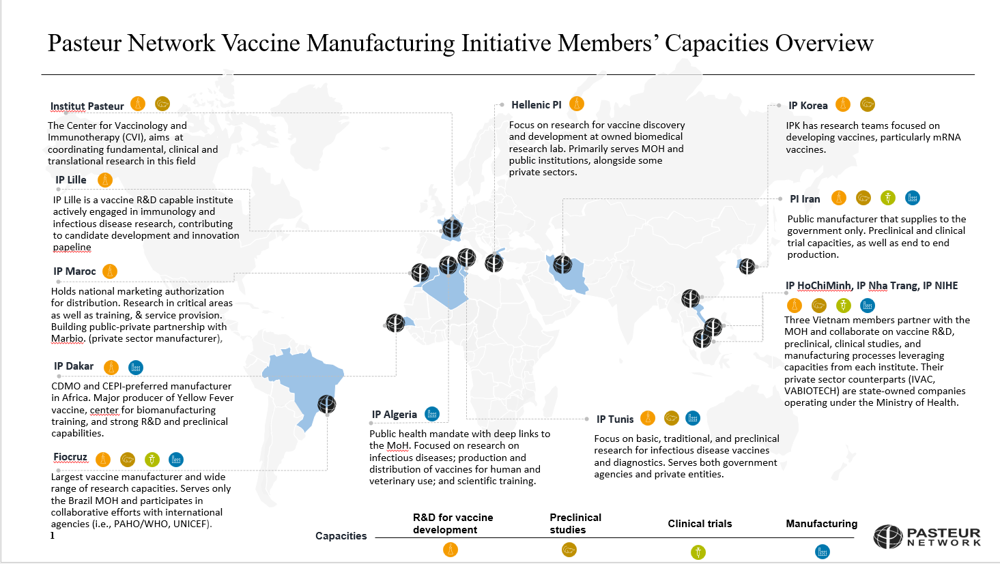 Pasteur Network Vaccine Manufacturing Initiative Members’ Capacities Overview
Institut Pasteur
The Center for Vaccinology and
Immunotherapy (CVI), aims at
coordinating fundamental, clinical and
translational research in this field
IP Lille
IP Lille is a vaccine R&D capable institute
actively engaged in immunology and
infectious disease research, contributing
to candidate development and innovation
papeline
IP Maroc
Holds national marketing authorization
for distribution. Research in critical areas
as well as training, & service provision.
Building public-private partnership with
Marbio. (private sector manufacturer),
IP Dakar
CDMO and CEPI-preferred manufacturer
in Africa. Major producer of Yellow Fever
vaccine, center for biomanufacturing
training, and strong R&D and preclinical
capabilities.
Fiocruz
Largest vaccine manufacturer and wide
range of research capacities. Serves only
the Brazil MOH and participates in
collaborative efforts with international
agencies (i.e., PAHO/WHO, UNICEF).
1
Hellenic PI
Focus on research for vaccine discovery
and development at owned biomedical
research lab. Primarily serves MOH and
public institutions, alongside some
private sectors.
IP Algeria
Public health mandate with deep links to
the MoH. Focused on research on
infectious diseases; production and
distribution of vaccines for human and
veterinary use; and scientific training.
IP Tunis
Focus on basic, traditional, and preclinical
research for infectious disease vaccines
and diagnostics. Serves both government
agencies and private entities.
IP Korea
IPK has research teams focused on
developing vaccines, particularly mRNA
vaccines.
PI Iran
Public manufacturer that supplies to the
government only. Preclinical and clinical
trial capacities, as well as end to end
production.
IP HoChiMinh, IP Nha Trang, IP NIHE
Three Vietnam members partner with the
MOH and collaborate on vaccine R&D,
preclinical, clinical studies, and
manufacturing processes leveraging
capacities from each institute. Their
private sector counterparts (IVAC,
VABIOTECH) are state-owned companies
operating under the Ministry of Health.
Capacities
R&D for vaccine
development
Preclinical
studies
Clinical trials
Manufacturing
PASTEUR
NETWORK